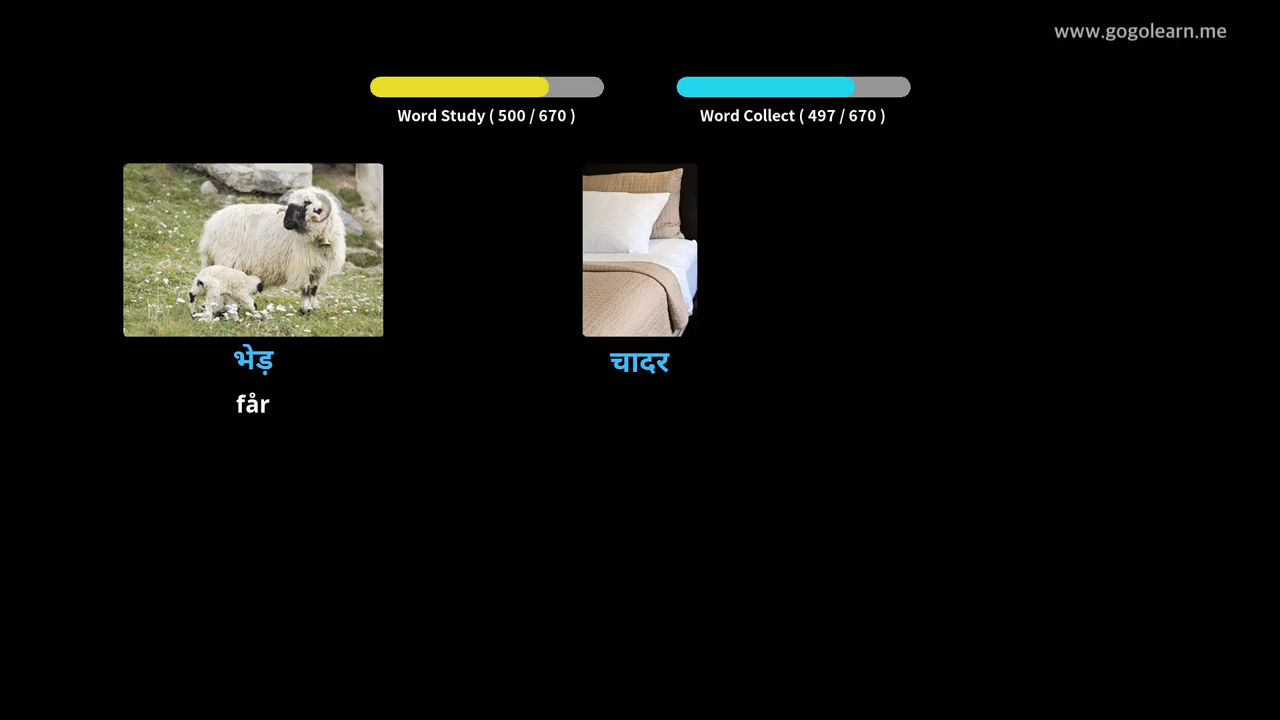 www.gogolearn.me
Word Study ( 500 / 670 )
Word Collect ( 497 / 670 )
भेड़
får
चादर